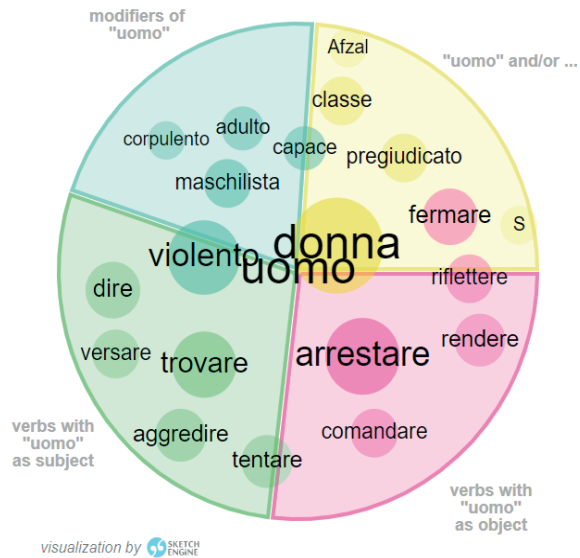 modifiers of
"uomo"
Afzal
"uomo" and/or ...
classe
adulto
corpulento
capace
pregiudicato
maschilista
fermare
S
donna
violento
uomo
riflettere
dire
versare
trovare
arrestare
rendere
aggredire
comandare
verbs with
"uomo"
as subject
tentare
verbs with
"uomo"
as object
visualization by SKETCH
ENGINE